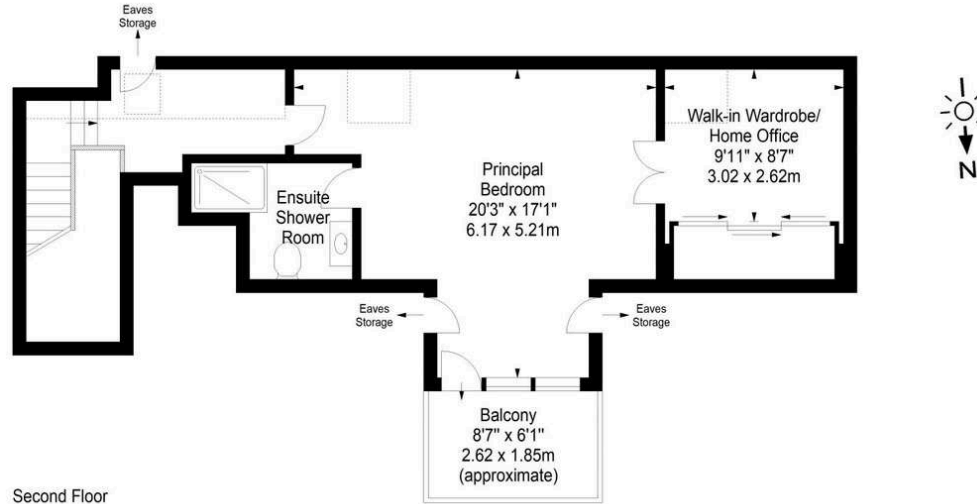 Eaves
Storage
Walk-in Wardrobe/
Home Office
9'11" x 8'7"
3.02 x 2.62m
N
Principal
Bedroom
20'3" x 17'1"
6.17 x 5.21m
Ensuite
Shower
Room
Eaves
Storage
Eaves
Storage
Balcony
8'7" x 6'1"
2.62 x 1.85m
(approximate)
Second Floor